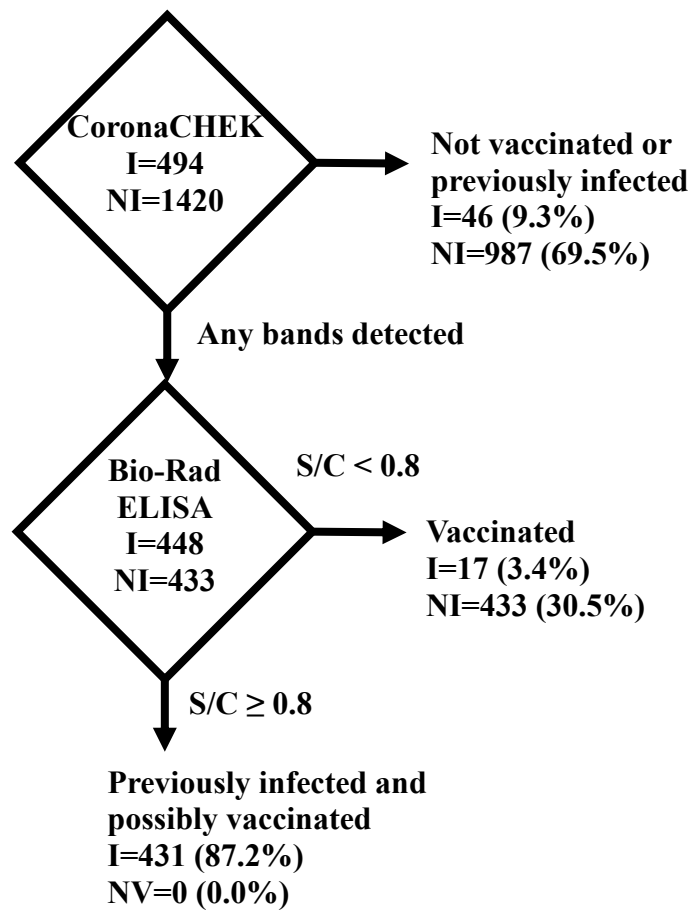 CoronaCHEK
I=494
NI=1420
Not vaccinated or
previously infected
I=46 (9.3%)
NI=987 (69.5%)
Any bands detected
Bio-Rad
ELISA
I=448
NI=433
S/C < 0.8
Vaccinated
I=17 (3.4%)
NI=433 (30.5%)
S/C ≥ 0.8
Previously infected and
possibly vaccinated
I=431 (87.2%)
NV=0 (0.0%)